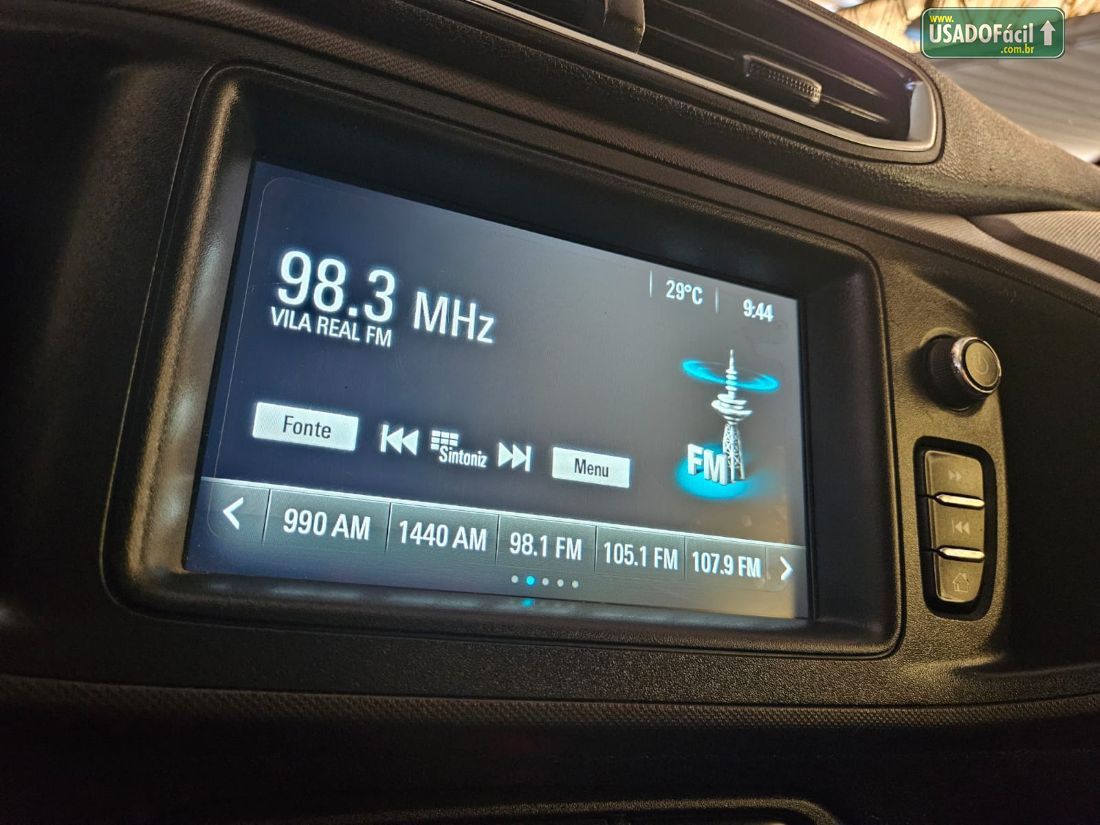 www.
USADOFácil
.com.br
29°C 9:44
98.3 MHz
VILA REAL FM
FM
Fonte Sintoniz Menu
990 AM 1440 AM 98.1 FM 105.1 FM 107.9 FM